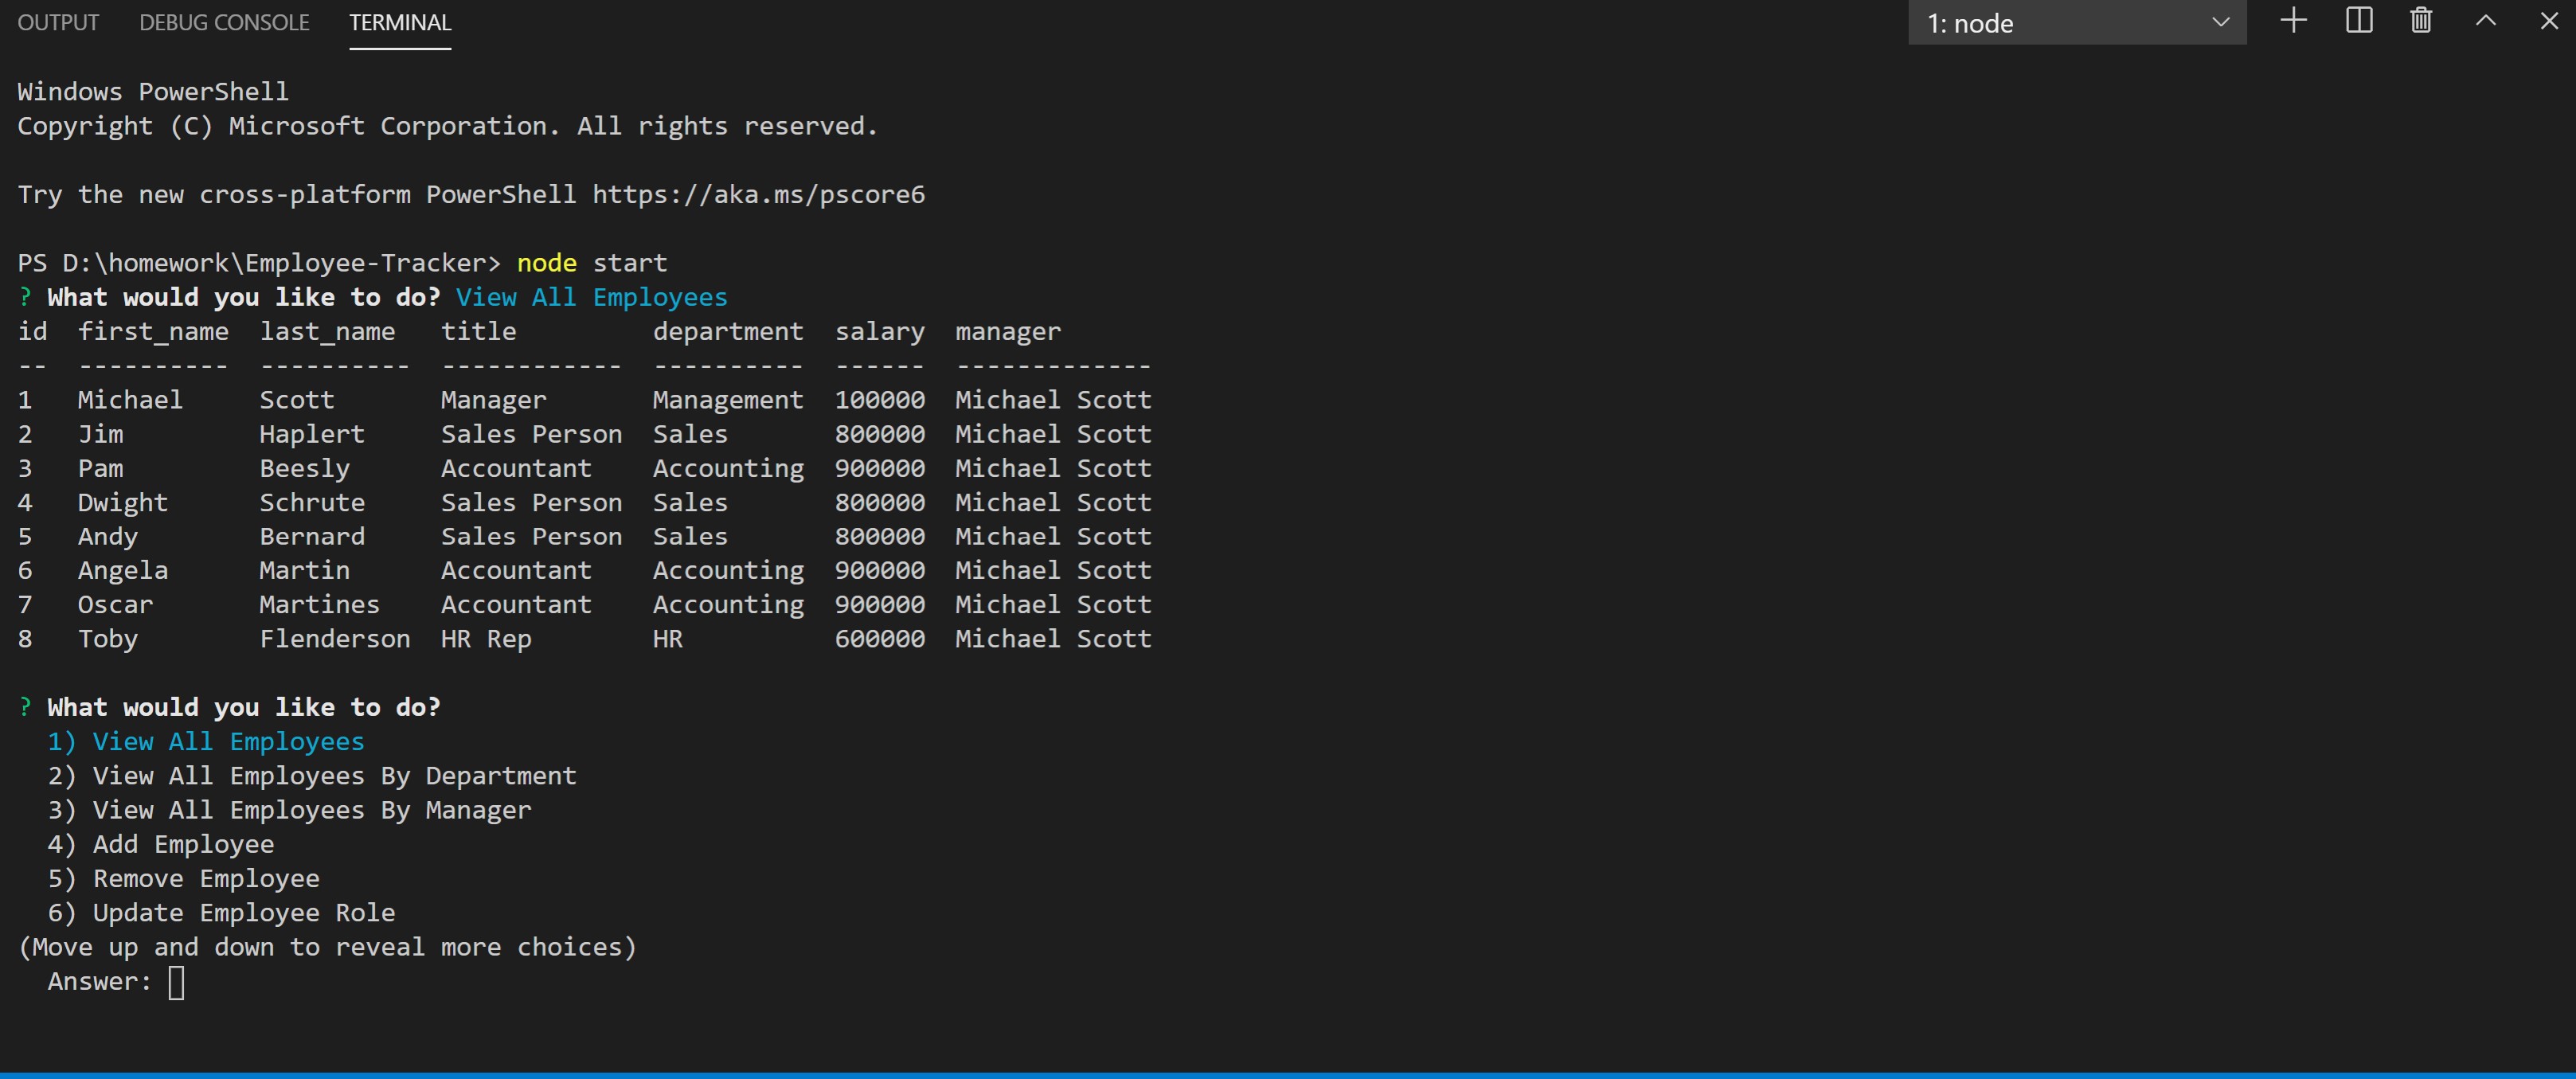 OUTPUT DEBUG CONSOLE TERMINAL 1: node
Windows PowerShell
Copyright (C) Microsoft Corporation. All rights reserved.
Try the new cross-platform PowerShell https://aka.ms/pscore6
PS D:\homework\Employee-Tracker> node start
? What would you like to do? View All Employees
id  first_name  last_name   title         department  salary  manager
--  ----------  ----------  ------------  ----------  ------  -------------
1   Michael     Scott       Manager       Management  100000  Michael Scott
2   Jim         Haplert     Sales Person  Sales       800000  Michael Scott
3   Pam         Beesly      Accountant    Accounting  900000  Michael Scott
4   Dwight      Schrute     Sales Person  Sales       800000  Michael Scott
5   Andy        Bernard     Sales Person  Sales       800000  Michael Scott
6   Angela      Martin      Accountant    Accounting  900000  Michael Scott
7   Oscar       Martines    Accountant    Accounting  900000  Michael Scott
8   Toby        Flenderson  HR Rep        HR          600000  Michael Scott
? What would you like to do?
  1) View All Employees
  2) View All Employees By Department
  3) View All Employees By Manager
  4) Add Employee
  5) Remove Employee
  6) Update Employee Role
(Move up and down to reveal more choices)
  Answer: